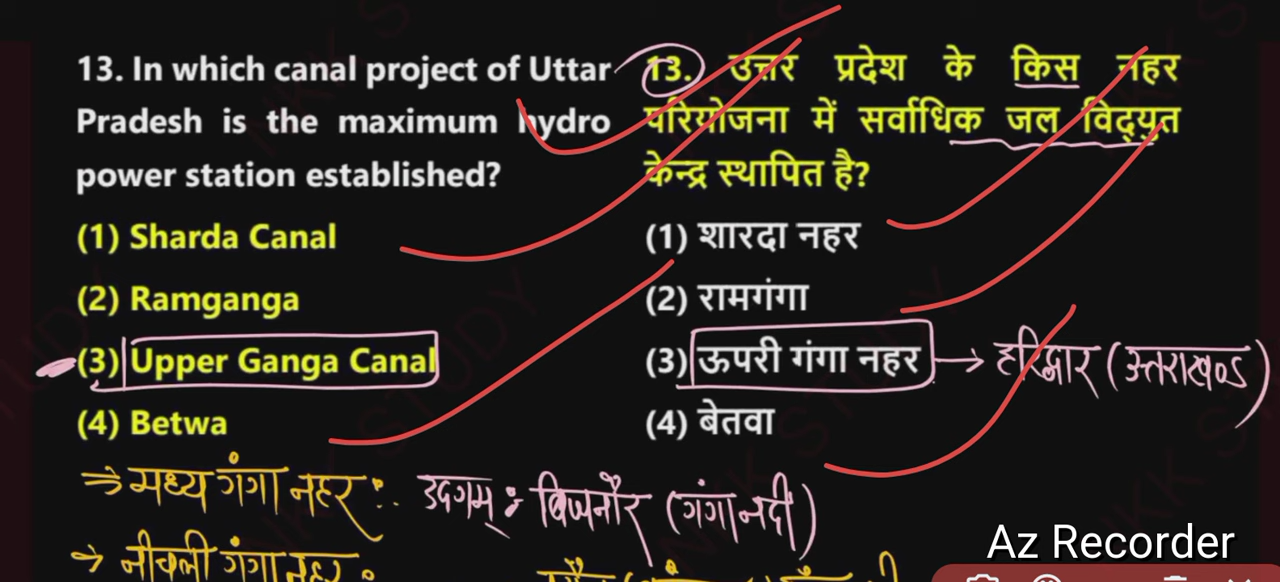 13. In which canal project of Uttar
Pradesh is the maximum hydro
power station established?
(1) Sharda Canal
(2) Ramganga
(3) Upper Ganga Canal
(4) Betwa
13. उत्तर प्रदेश के किस नहर
परियोजना में सर्वाधिक जल विद्युत
केन्द्र स्थापित है?
(1) शारदा नहर
(2) रामगंगा
(3) ऊपरी गंगा नहर → हरिद्वार (उत्तराखण्ड)
(4) बेतवा
⇒ मध्य गंगा नहर :- उदगम् : बिजनौर (गंगा नदी)
→ नीचली गंगा नहर :
Az Recorder